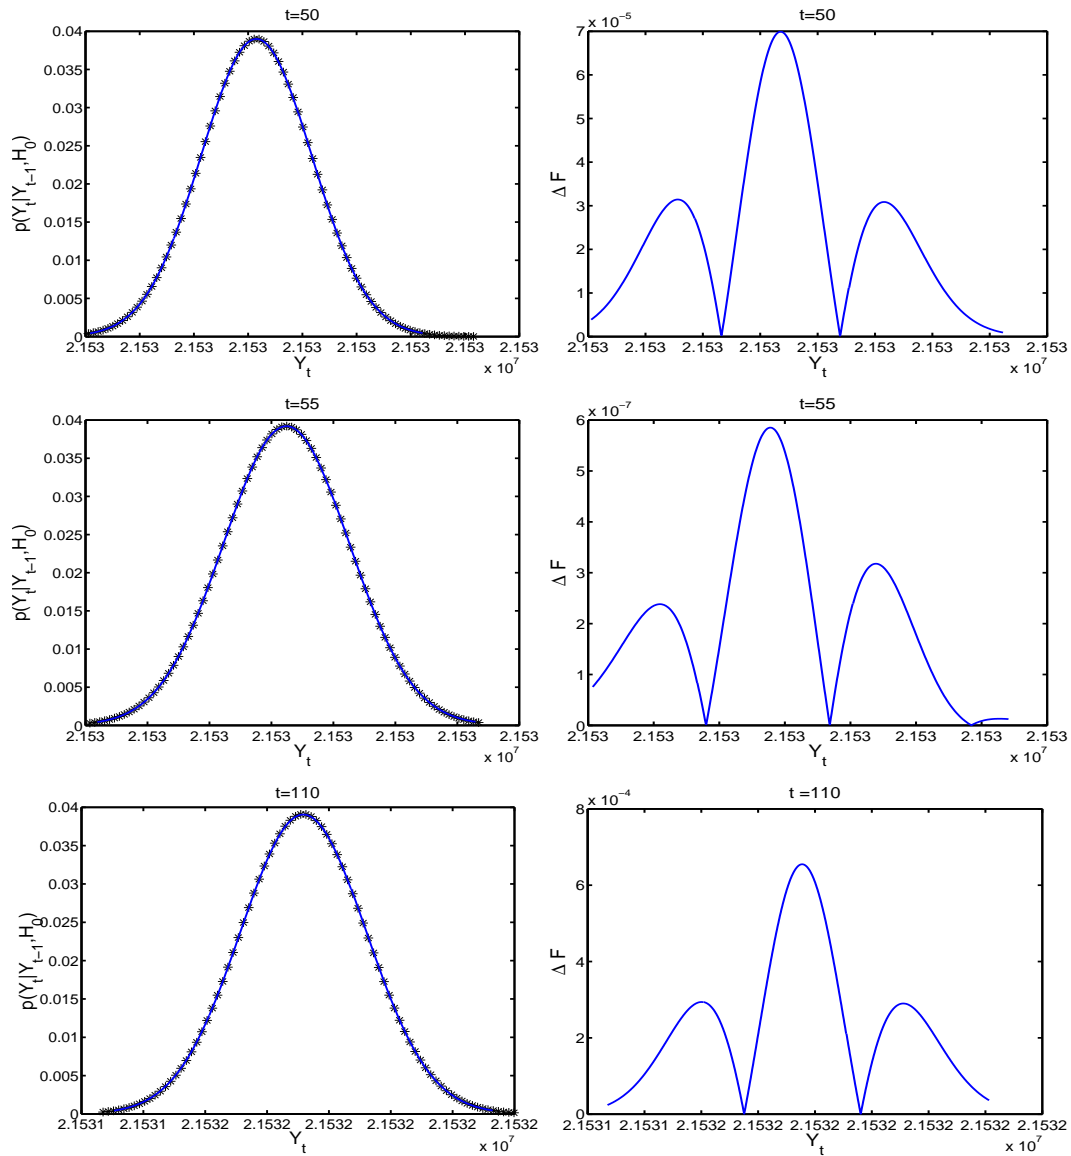 t=50
0.04
0.035
0.03
0.025
0.02
0.015
0.01
0.005
0
p(Y_t|Y_{t−1},H_0)
2.153 2.153 2.153 2.153 2.153 2.153 2.153 2.153 2.153
Y_t
x 10^7
t=50
x 10^−5
7
6
5
4
3
2
1
0
Δ F
2.153 2.153 2.153 2.153 2.153 2.153 2.153 2.153 2.153
Y_t
x 10^7
t=55
0.04
0.035
0.03
0.025
0.02
0.015
0.01
0.005
0
p(Y_t|Y_{t−1},H_0)
2.153 2.153 2.153 2.153 2.153 2.153 2.153 2.153
Y_t
x 10^7
t=55
x 10^−7
6
5
4
3
2
1
0
Δ F
2.153 2.153 2.153 2.153 2.153 2.153 2.153 2.153
Y_t
x 10^7
t=110
0.04
0.035
0.03
0.025
0.02
0.015
0.01
0.005
0
p(Y_t|Y_{t−1},H_0)
2.1531 2.1531 2.1532 2.1532 2.1532 2.1532 2.1532 2.1532
Y_t
x 10^7
t =110
x 10^−4
8
6
4
2
0
Δ F
2.1531 2.1531 2.1532 2.1532 2.1532 2.1532 2.1532 2.1532 2.1532
Y_t
x 10^7